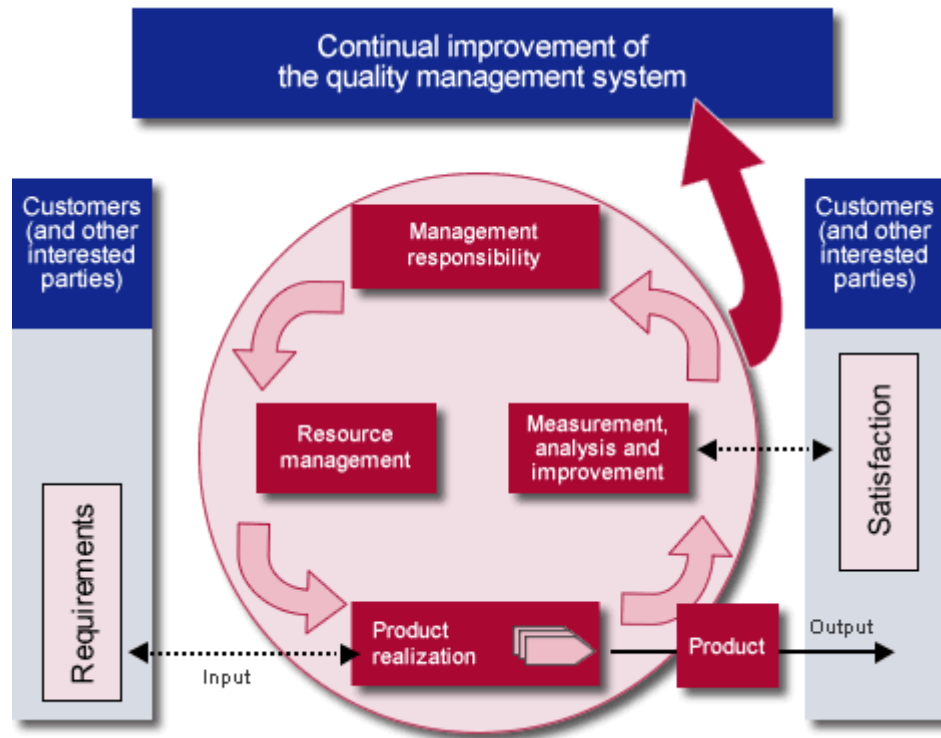 Continual improvement of
the quality management system
Customers
(and other
interested
parties)
Customers
(and other
interested
parties)
Management
responsibility
Resource
management
Measurement,
analysis and
improvement
Satisfaction
Requirements
Product
realization
Product
Input
Output